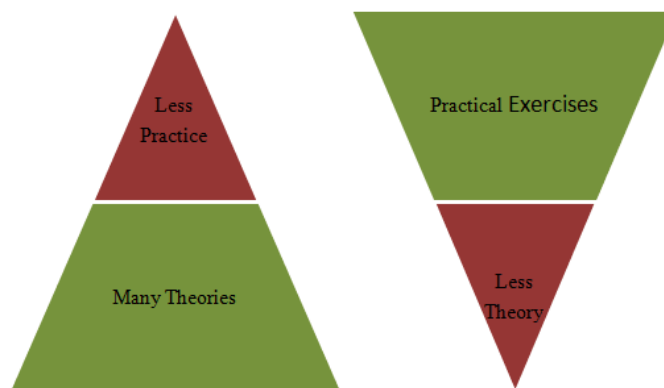 Less
Practice
Many Theories
Practical Exercises
Less
Theory